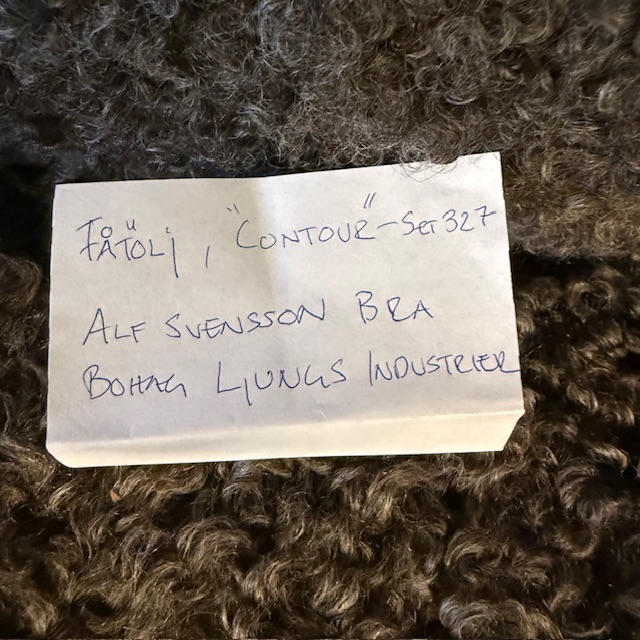 FÅTÖLJ, "CONTOUR"-SET 327
ALF SVENSSON BRA
BOHAG LJUNGS INDUSTRIER